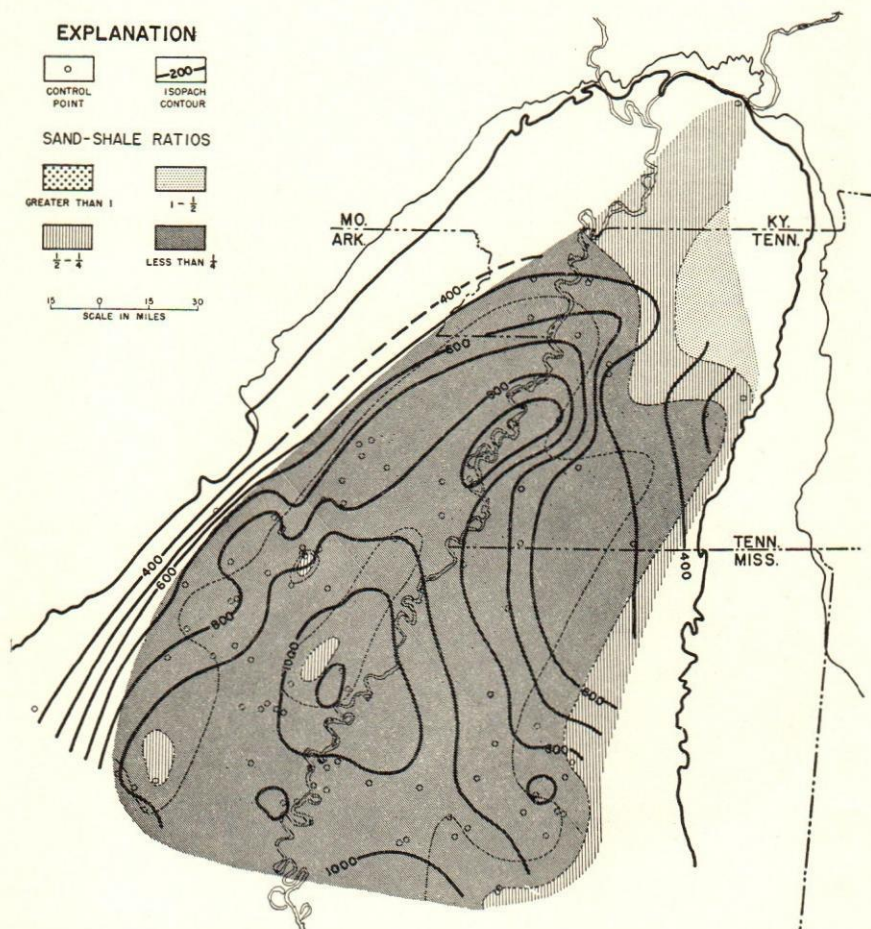 EXPLANATION
200
CONTROL POINT
ISOPACH CONTOUR
SAND-SHALE RATIOS
GREATER THAN 1
1 - 1/2
1/2 - 1/4
LESS THAN 1/4
15 0 15 30
SCALE IN MILES
MO.
ARK.
KY.
TENN.
400
600
800
400
600
800
TENN.
MISS.
400
1000
600
800
1000